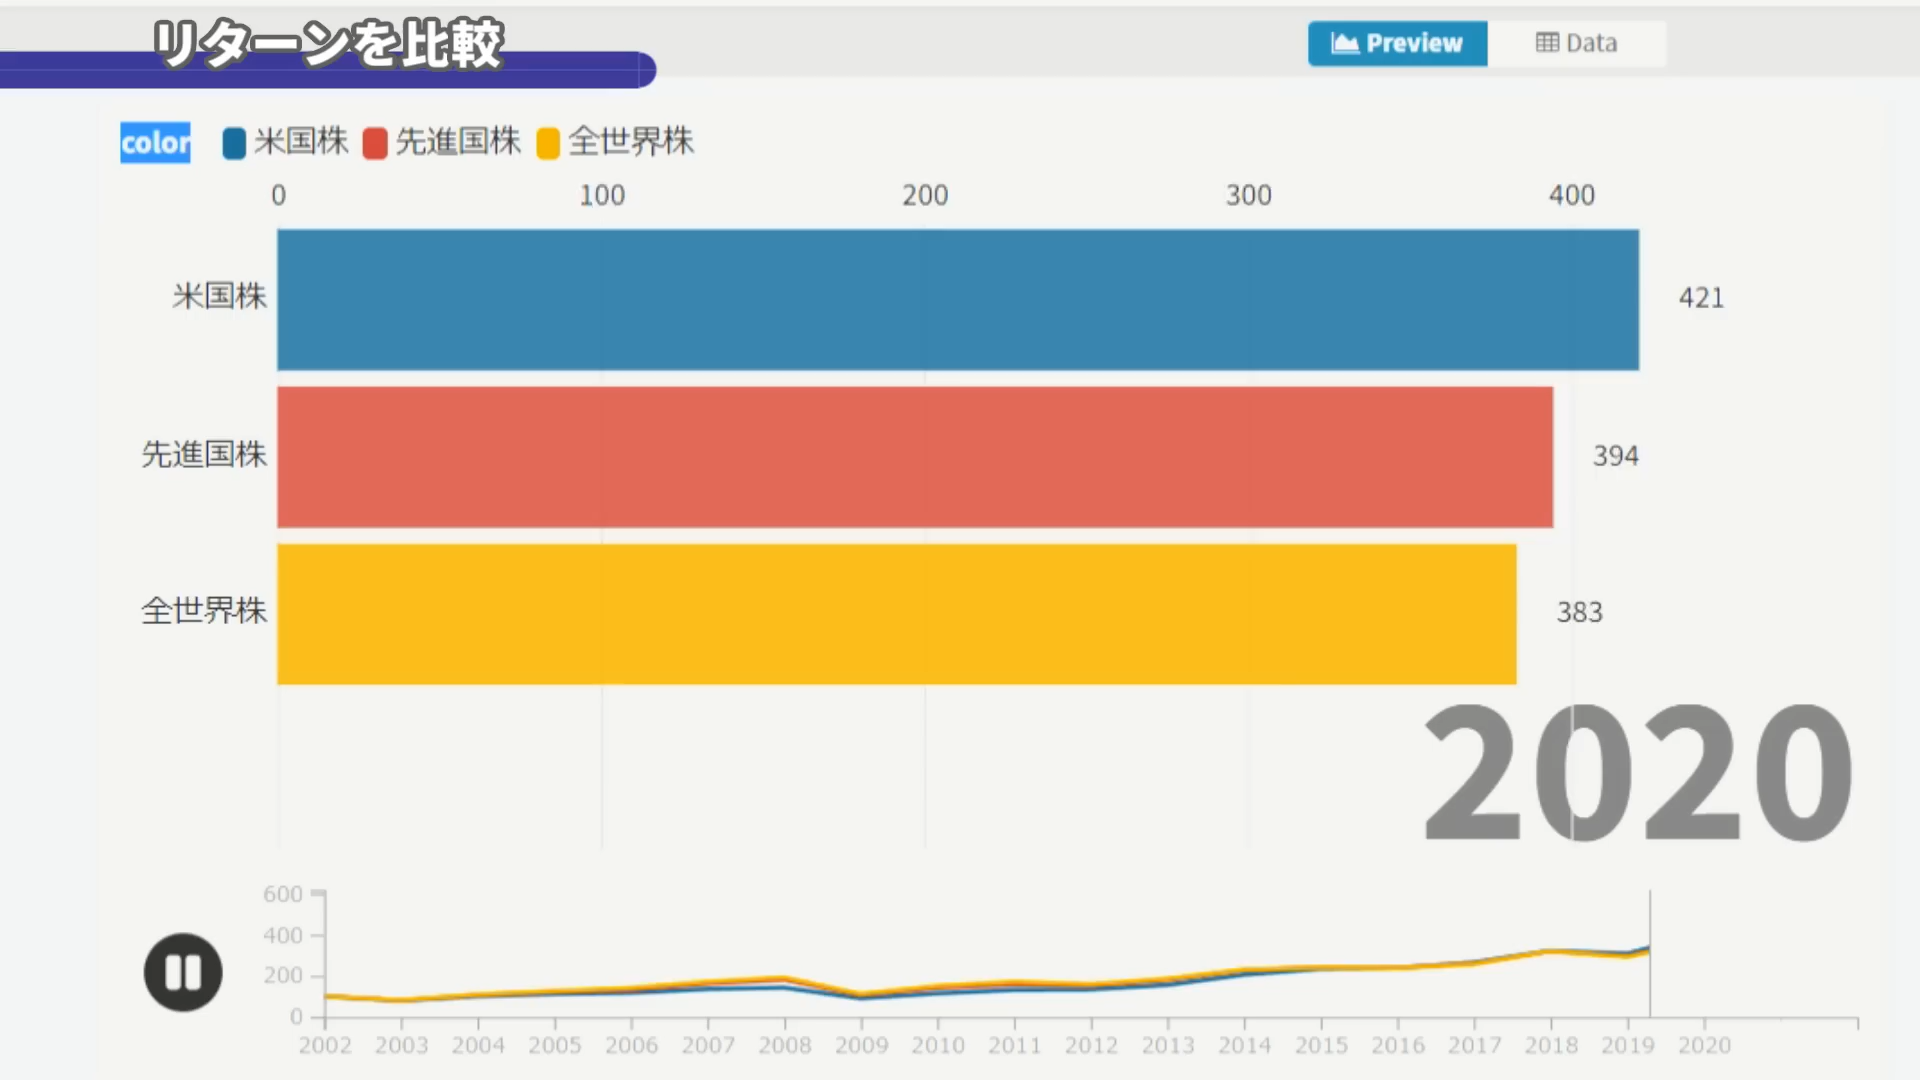 リターンを比較
Preview
Data
color 米国株 先進国株 全世界株
0 100 200 300 400
米国株 421
先進国株 394
全世界株 383
2020
600
400
200
0
2002 2003 2004 2005 2006 2007 2008 2009 2010 2011 2012 2013 2014 2015 2016 2017 2018 2019 2020